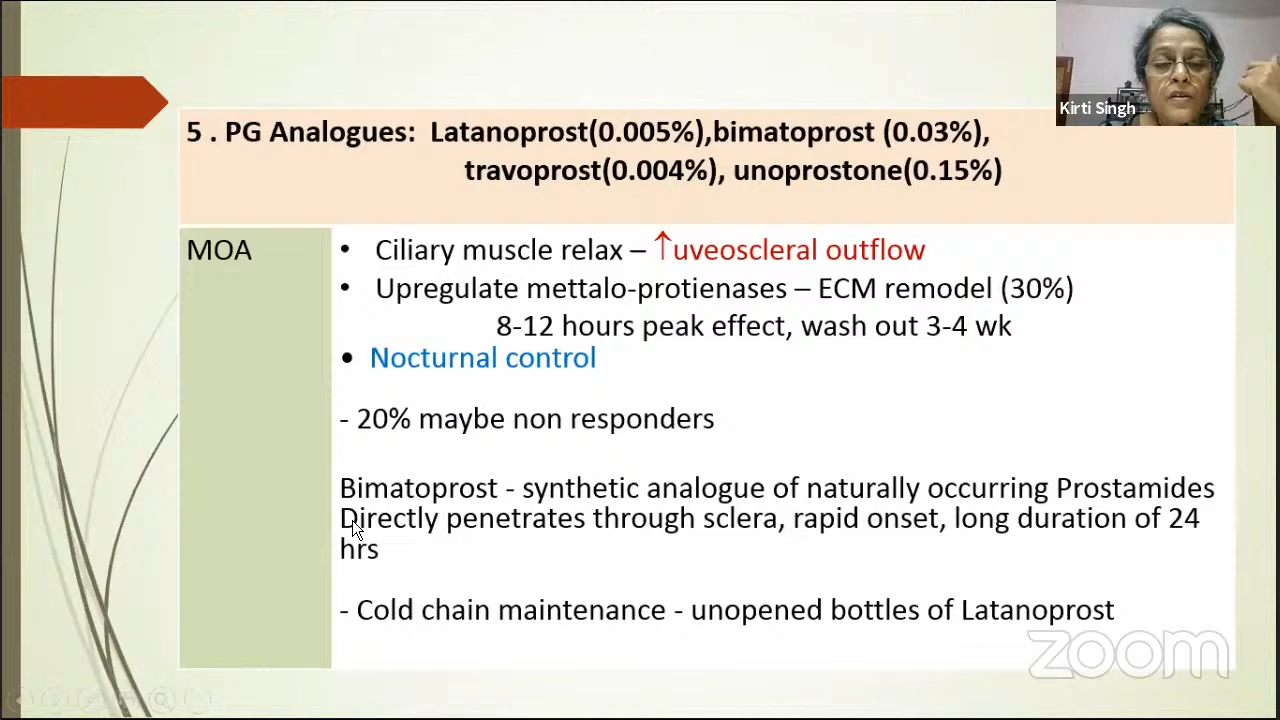 Kirti Singh
5 . PG Analogues: Latanoprost(0.005%),bimatoprost (0.03%),
travoprost(0.004%), unoprostone(0.15%)
MOA
• Ciliary muscle relax – ↑uveoscleral outflow
• Upregulate mettalo-protienases – ECM remodel (30%)
8-12 hours peak effect, wash out 3-4 wk
• Nocturnal control
- 20% maybe non responders
Bimatoprost - synthetic analogue of naturally occurring Prostamides
Directly penetrates through sclera, rapid onset, long duration of 24
hrs
- Cold chain maintenance - unopened bottles of Latanoprost
zoom